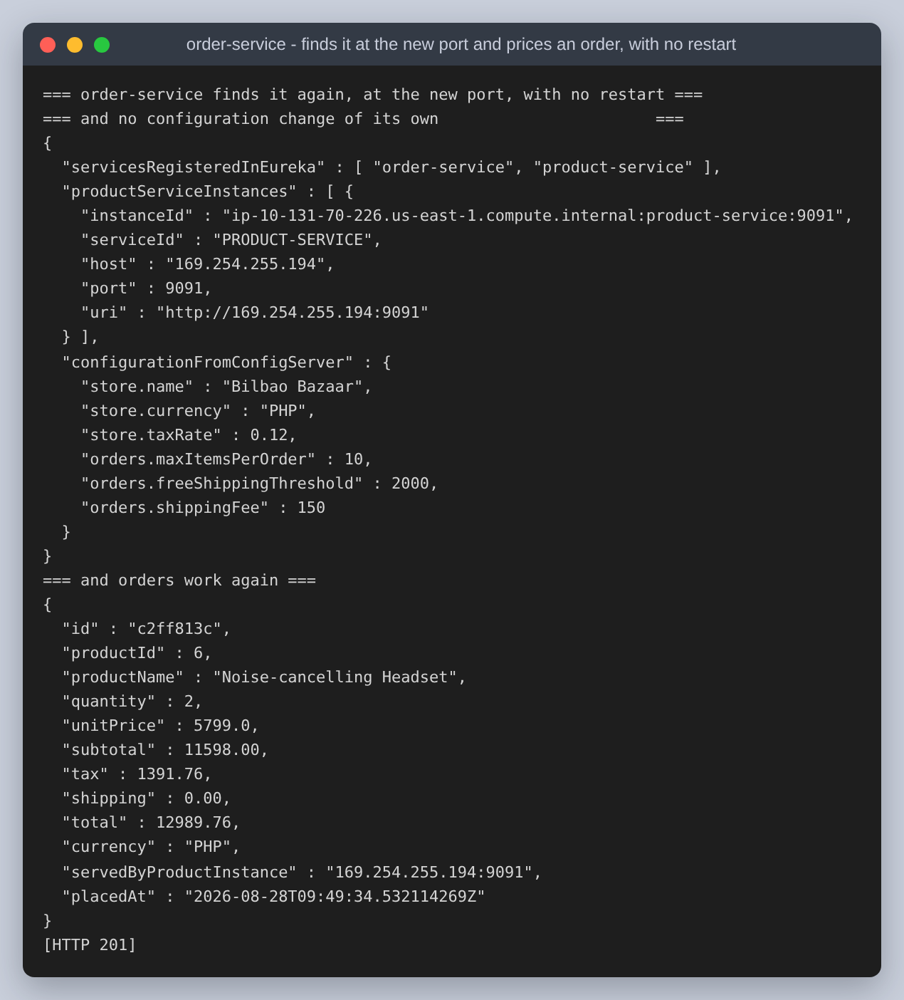 order-service - finds it at the new port and prices an order, with no restart
=== order-service finds it again, at the new port, with no restart ===
=== and no configuration change of its own                       ===
{
  "servicesRegisteredInEureka" : [ "order-service", "product-service" ],
  "productServiceInstances" : [ {
    "instanceId" : "ip-10-131-70-226.us-east-1.compute.internal:product-service:9091",
    "serviceId" : "PRODUCT-SERVICE",
    "host" : "169.254.255.194",
    "port" : 9091,
    "uri" : "http://169.254.255.194:9091"
  } ],
  "configurationFromConfigServer" : {
    "store.name" : "Bilbao Bazaar",
    "store.currency" : "PHP",
    "store.taxRate" : 0.12,
    "orders.maxItemsPerOrder" : 10,
    "orders.freeShippingThreshold" : 2000,
    "orders.shippingFee" : 150
  }
}
=== and orders work again ===
{
  "id" : "c2ff813c",
  "productId" : 6,
  "productName" : "Noise-cancelling Headset",
  "quantity" : 2,
  "unitPrice" : 5799.0,
  "subtotal" : 11598.00,
  "tax" : 1391.76,
  "shipping" : 0.00,
  "total" : 12989.76,
  "currency" : "PHP",
  "servedByProductInstance" : "169.254.255.194:9091",
  "placedAt" : "2026-08-28T09:49:34.532114269Z"
}
[HTTP 201]